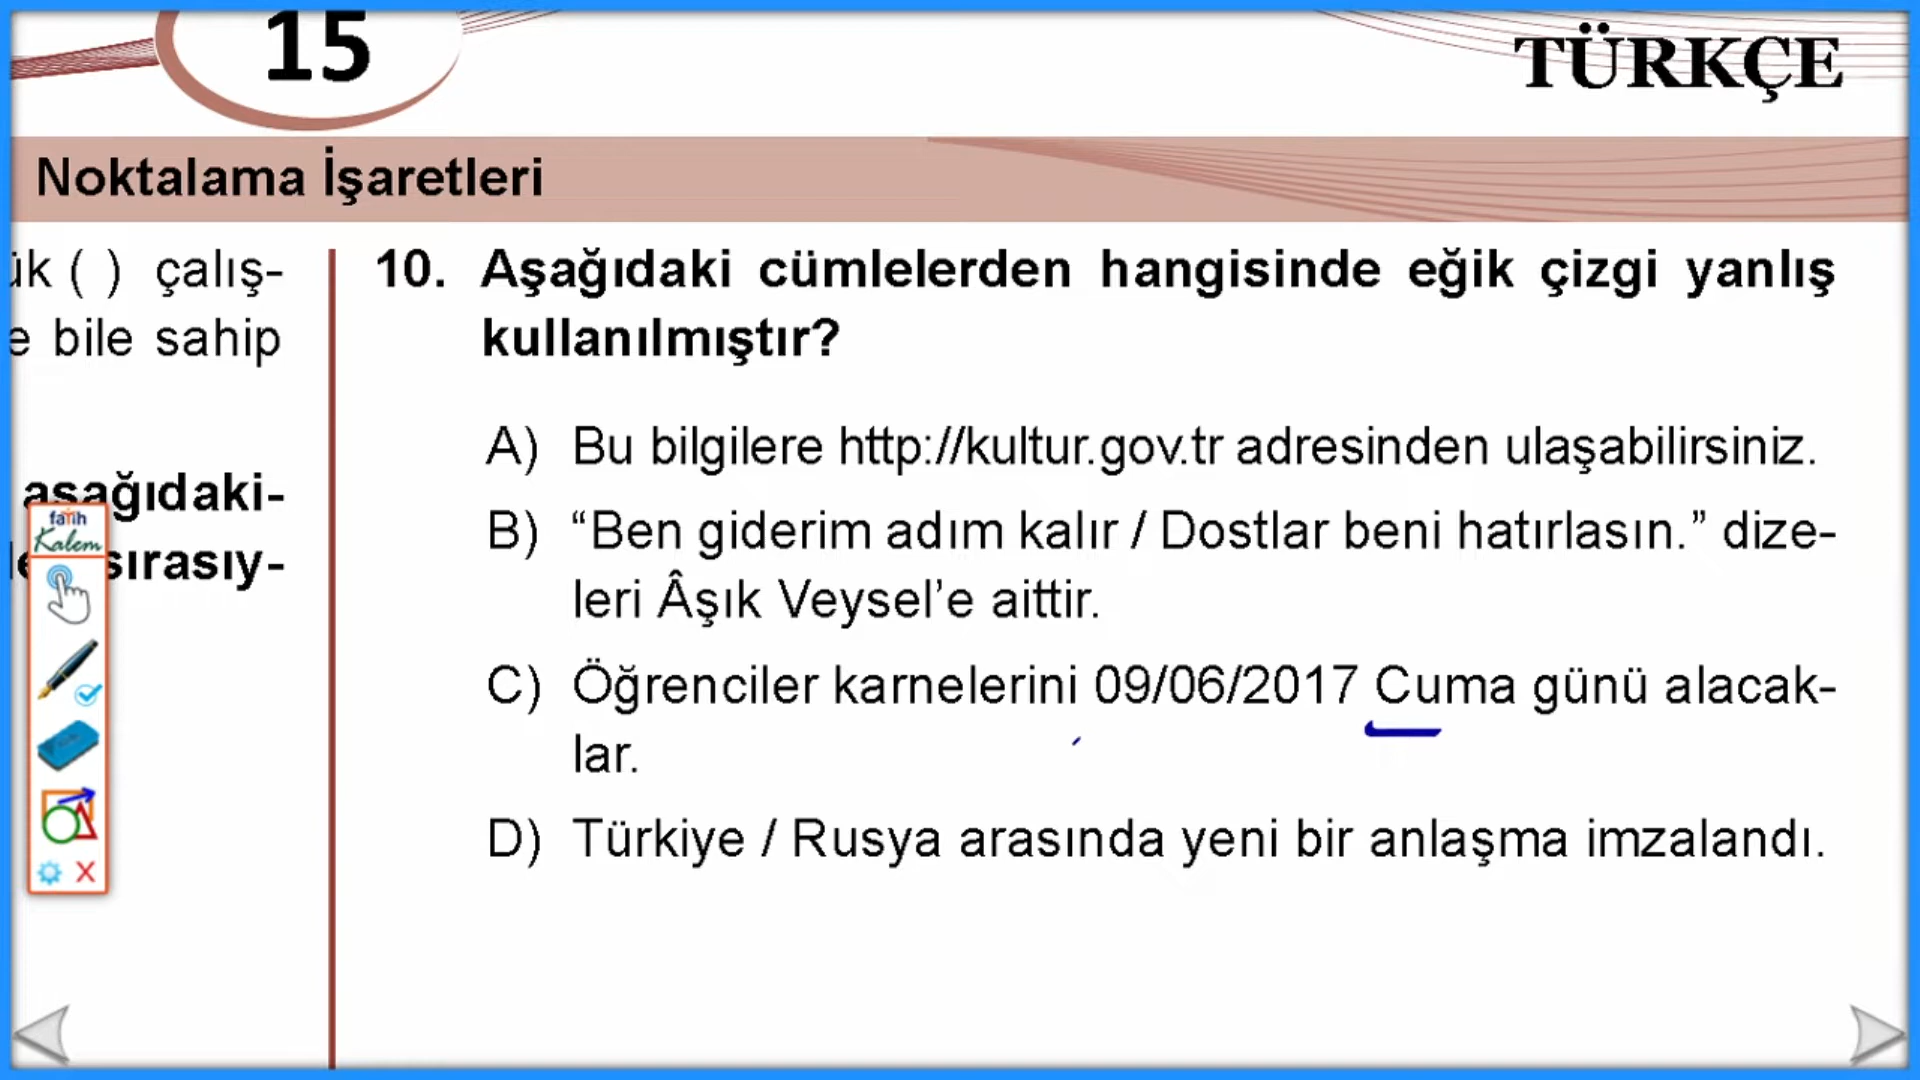 15
TÜRKÇE
Noktalama İşaretleri
ük ( ) çalış-
e bile sahip
aşağıdaki-
sırasıy-
fatih
Kalem
10. Aşağıdaki cümlelerden hangisinde eğik çizgi yanlış
kullanılmıştır?
A) Bu bilgilere http://kultur.gov.tr adresinden ulaşabilirsiniz.
B) “Ben giderim adım kalır / Dostlar beni hatırlasın.” dize-
leri Âşık Veysel’e aittir.
C) Öğrenciler karnelerini 09/06/2017 Cuma günü alacak-
lar.
D) Türkiye / Rusya arasında yeni bir anlaşma imzalandı.